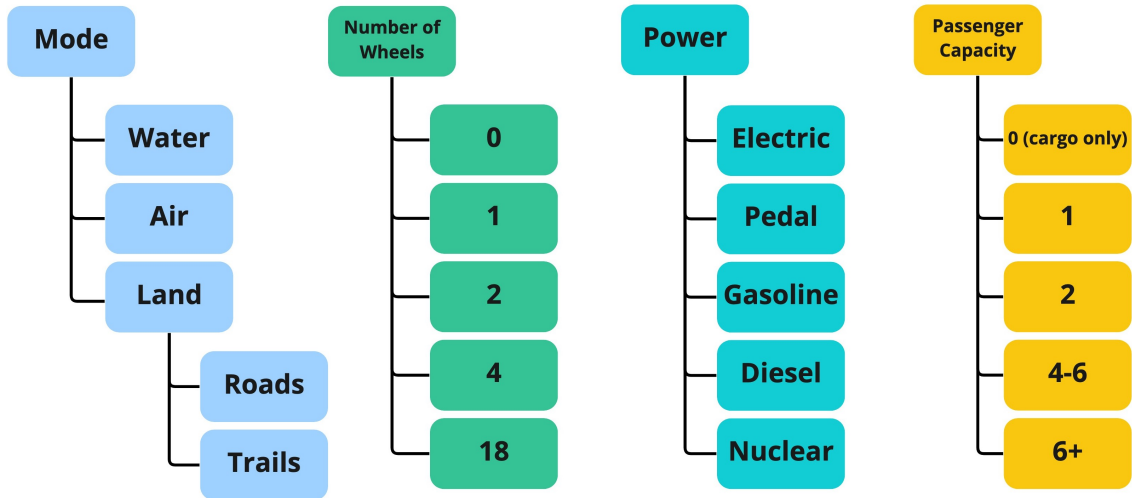 Mode
Water
Air
Land
Roads
Trails
Number of
Wheels
0
1
2
4
18
Power
Electric
Pedal
Gasoline
Diesel
Nuclear
Passenger
Capacity
0 (cargo only)
1
2
4-6
6+